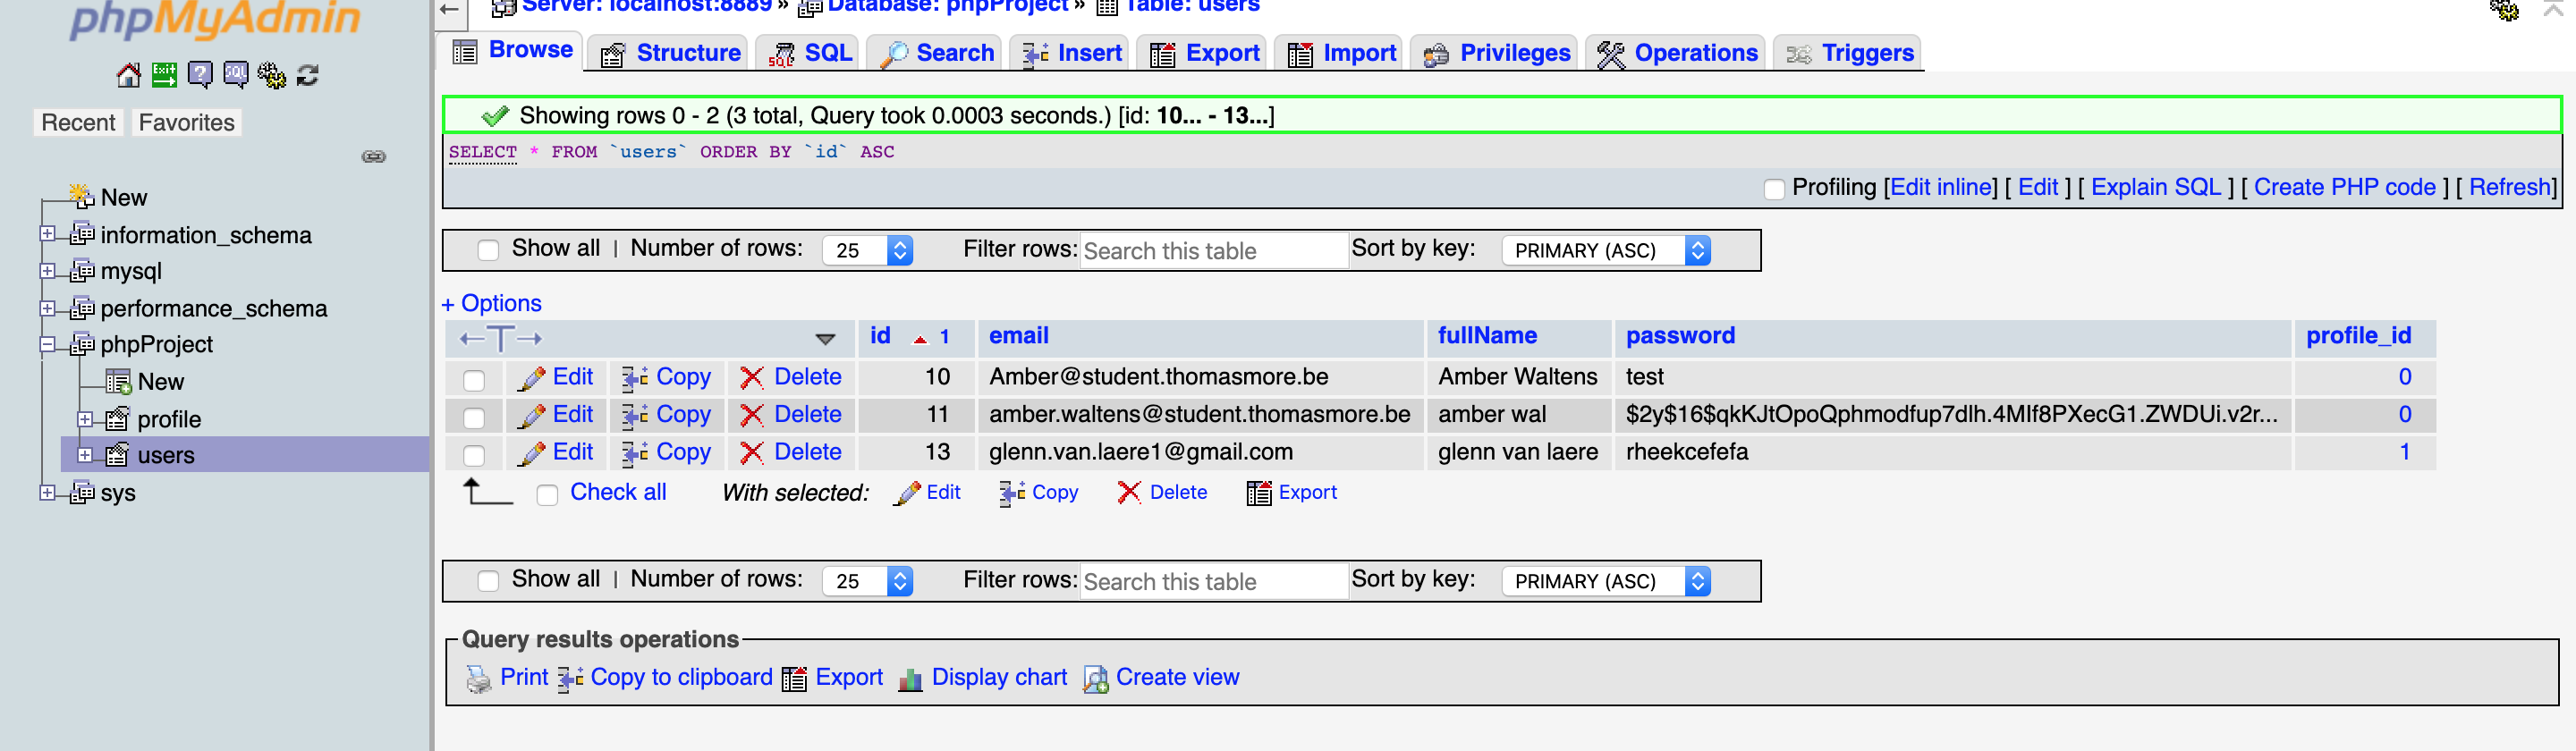 phpMyAdmin
Server: localhost:8889 » Database: phpProject » Table: users
Browse Structure SQL Search Insert Export Import Privileges Operations Triggers
Recent Favorites
New
information_schema
mysql
performance_schema
phpProject
New
profile
users
sys
Showing rows 0 - 2 (3 total, Query took 0.0003 seconds.) [id: 10... - 13...]
SELECT * FROM `users` ORDER BY `id` ASC
Profiling [Edit inline] [ Edit ] [ Explain SQL ] [ Create PHP code ] [ Refresh]
Show all | Number of rows: 25 Filter rows: Search this table Sort by key: PRIMARY (ASC)
+ Options
←T→ id 1 email fullName password profile_id
Edit Copy Delete 10 Amber@student.thomasmore.be Amber Waltens test 0
Edit Copy Delete 11 amber.waltens@student.thomasmore.be amber wal $2y$16$qkKJtOpoQphmodfup7dlh.4MIf8PXecG1.ZWDUi.v2r... 0
Edit Copy Delete 13 glenn.van.laere1@gmail.com glenn van laere rheekcefefa 1
Check all With selected: Edit Copy Delete Export
Show all | Number of rows: 25 Filter rows: Search this table Sort by key: PRIMARY (ASC)
Query results operations
Print Copy to clipboard Export Display chart Create view